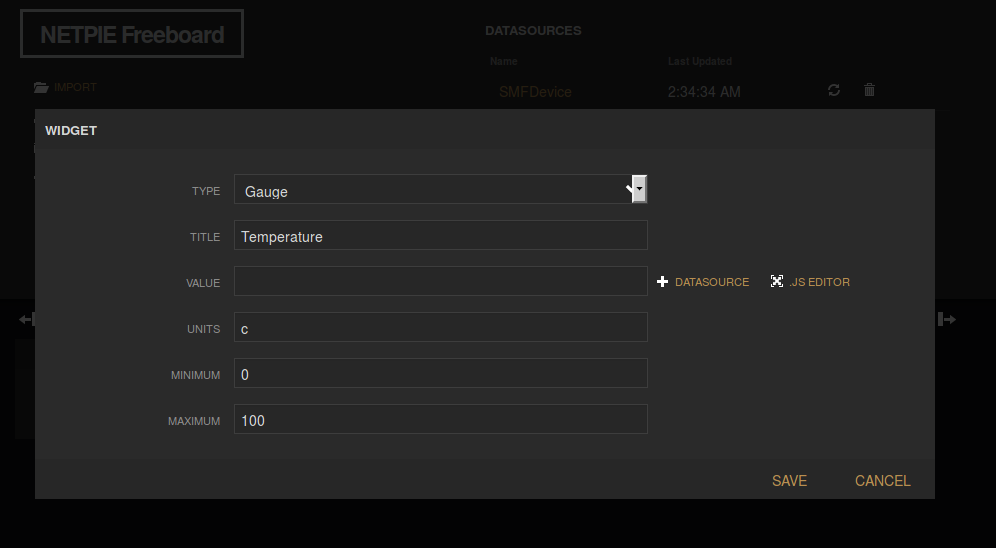 NETPIE Freeboard
DATASOURCES
Name Last Updated
IMPORT
SMFDevice 2:34:34 AM
WIDGET
TYPE Gauge
TITLE Temperature
VALUE DATASOURCE .JS EDITOR
UNITS c
MINIMUM 0
MAXIMUM 100
SAVE CANCEL